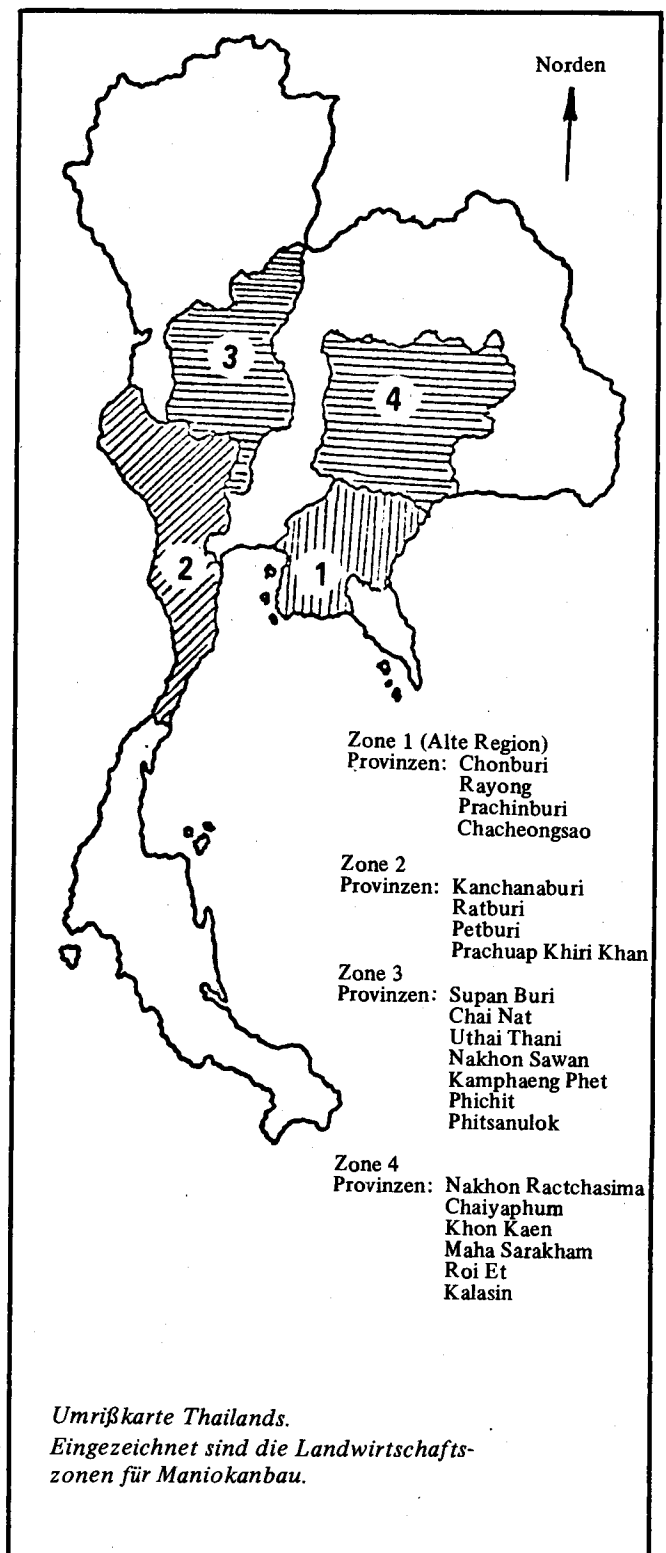 Norden
3
4
2
1
Zone 1 (Alte Region)
Provinzen: Chonburi
Rayong
Prachinburi
Chacheongsao
Zone 2
Provinzen: Kanchanaburi
Ratburi
Petburi
Prachuap Khiri Khan
Zone 3
Provinzen: Supan Buri
Chai Nat
Uthai Thani
Nakhon Sawan
Kamphaeng Phet
Phichit
Phitsanulok
Zone 4
Provinzen: Nakhon Ractchasima
Chaiyaphum
Khon Kaen
Maha Sarakham
Roi Et
Kalasin
Umrißkarte Thailands.
Eingezeichnet sind die Landwirtschafts-
zonen für Maniokanbau.